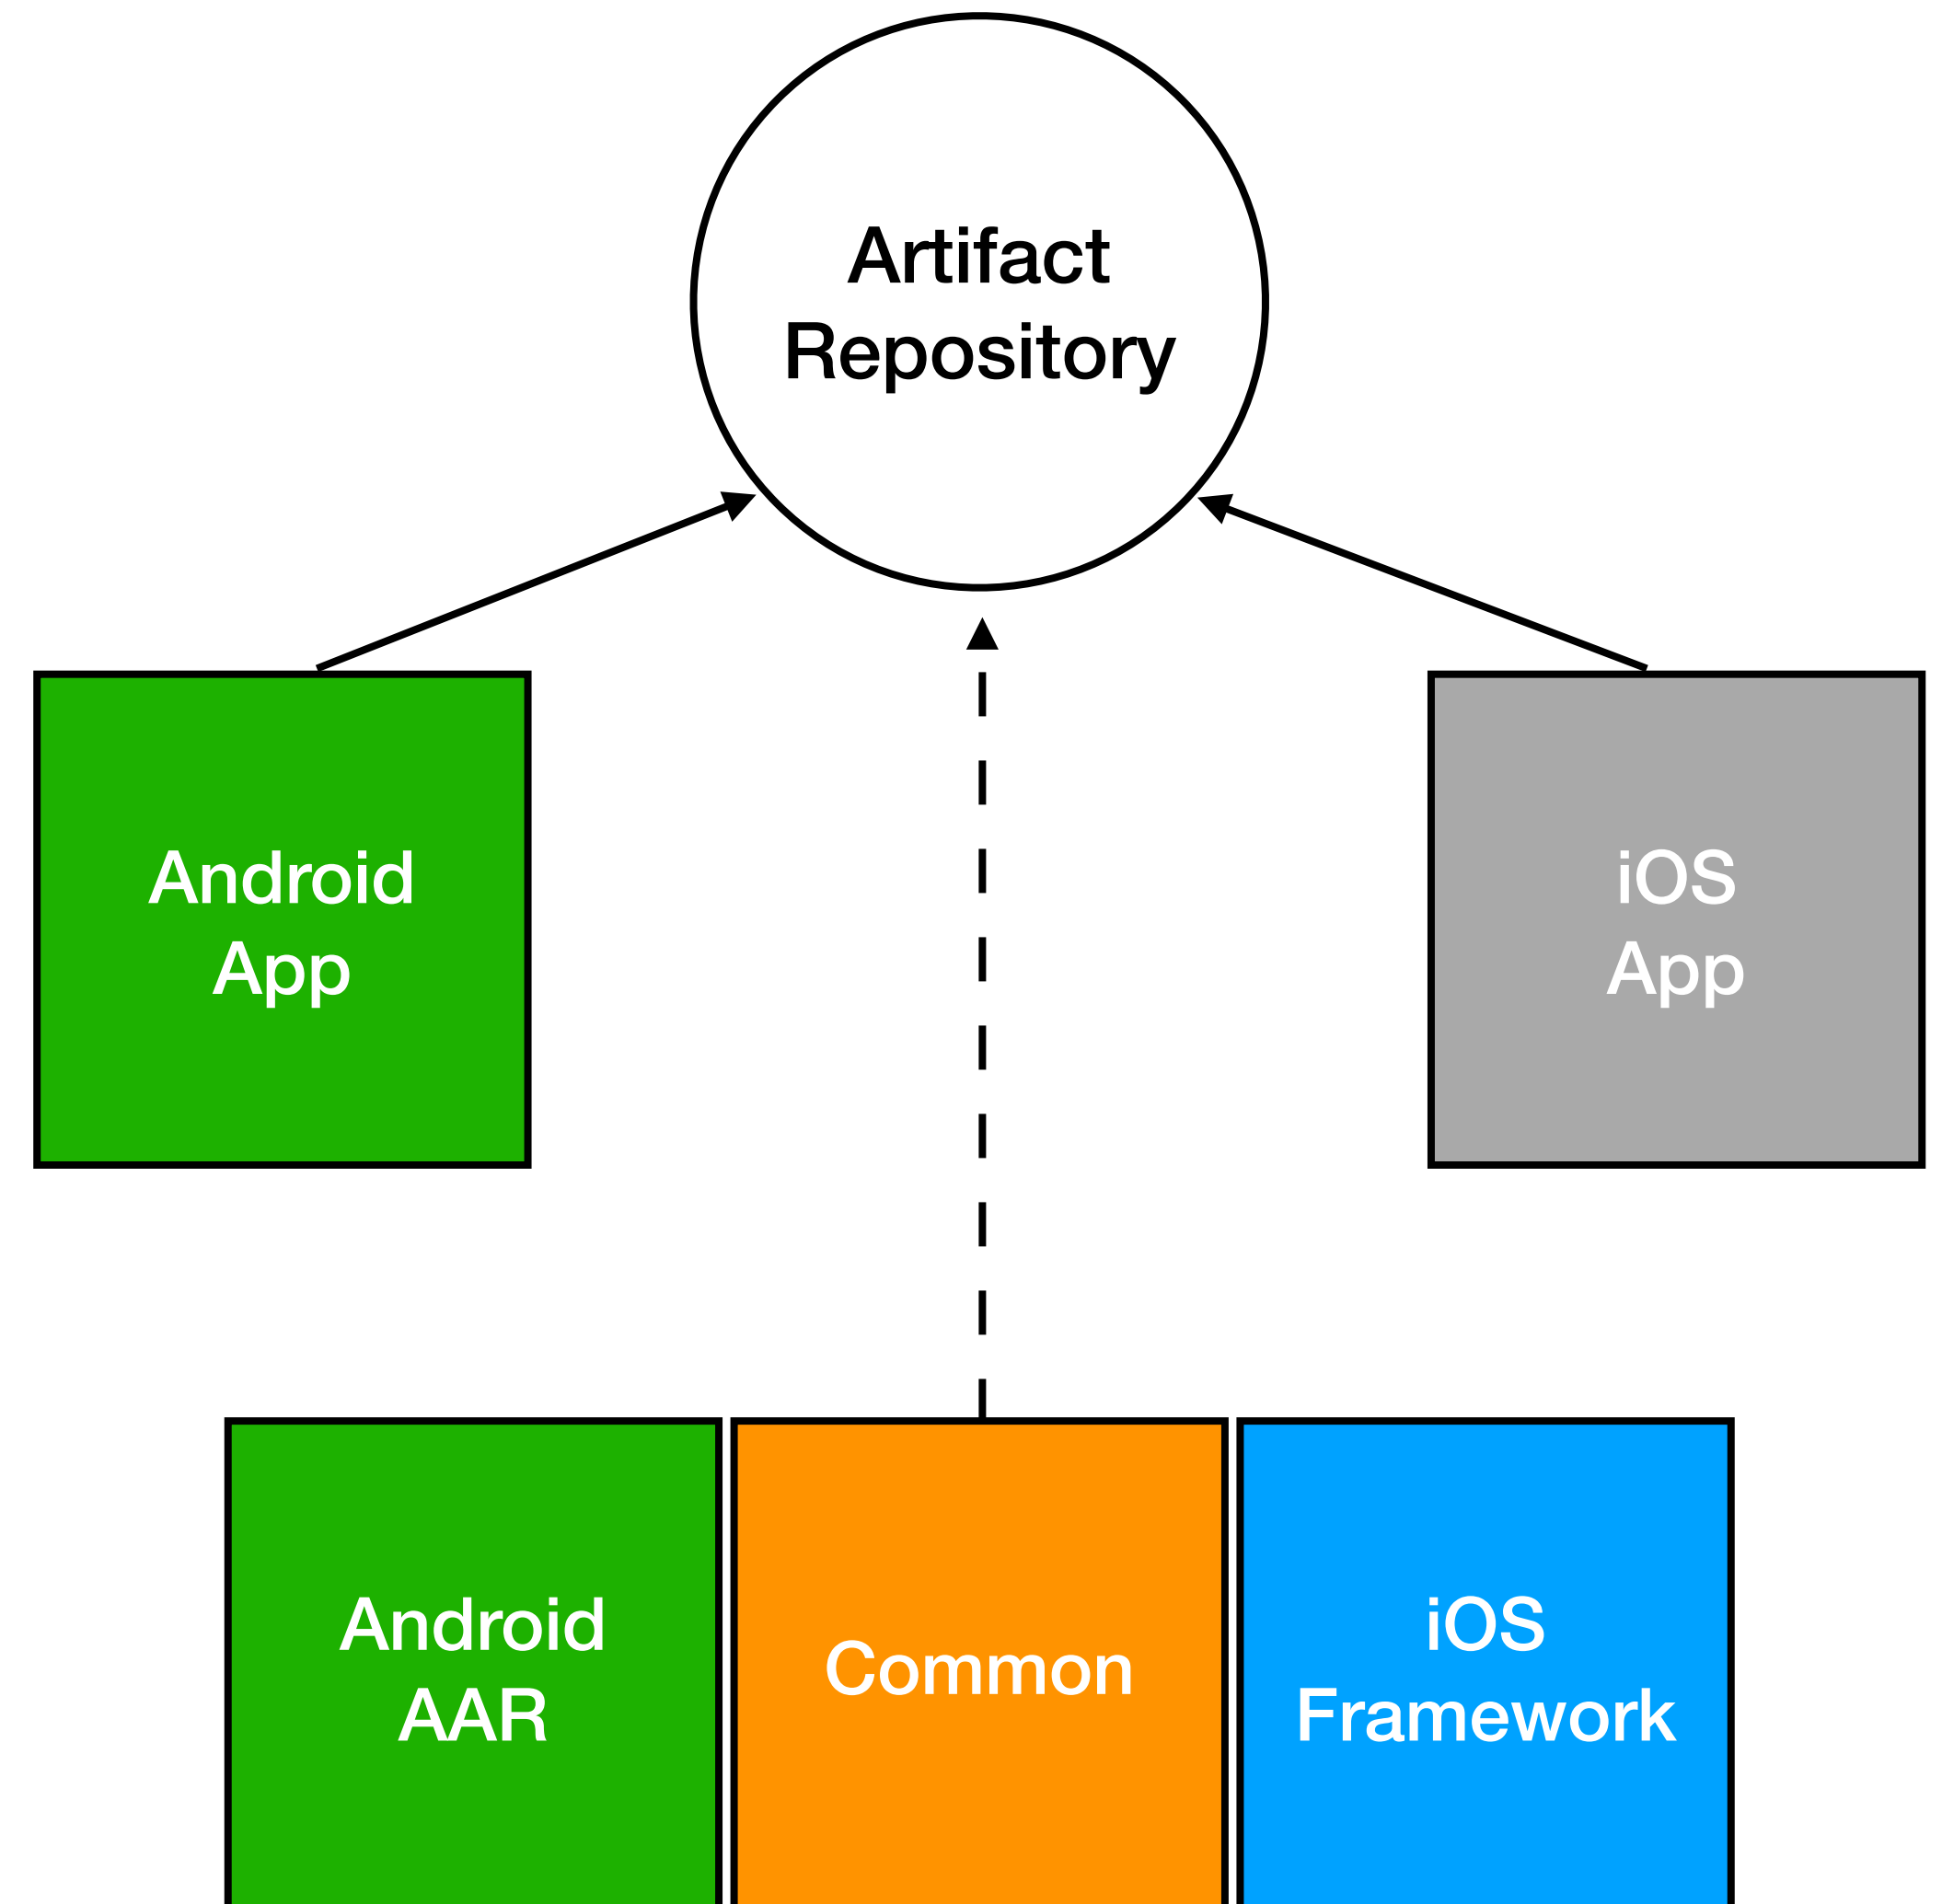 Artifact
Repository
Android
App
iOS
App
Android
AAR
Common
iOS
Framework